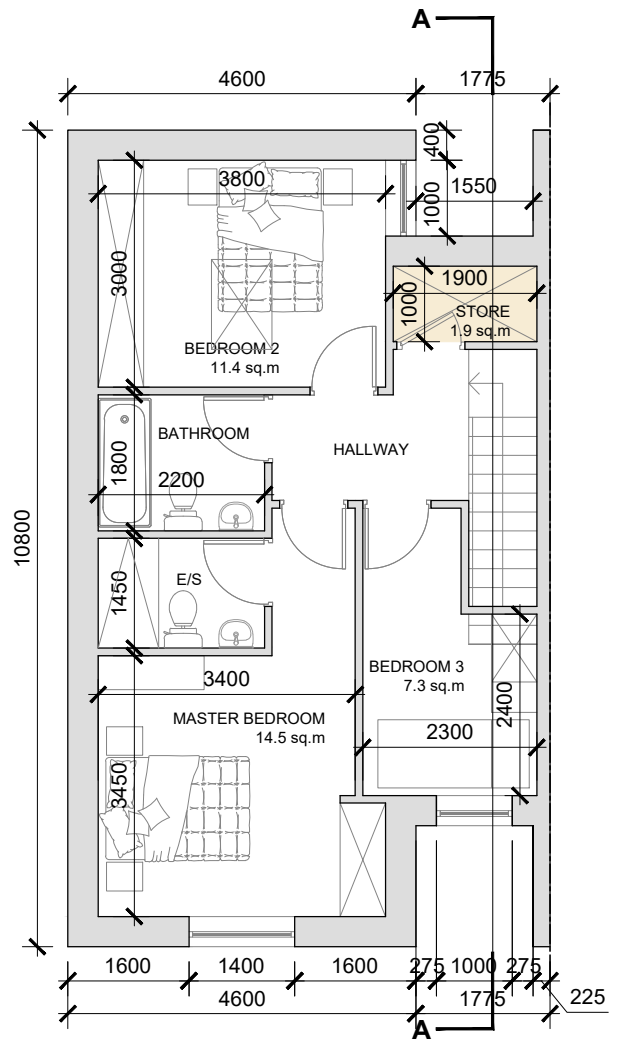 A
4600
1775
400
3800
1000
1550
3000
1900
1000
STORE
1.9 sq.m
BEDROOM 2
11.4 sq.m
BATHROOM
HALLWAY
1800
2200
10800
1450
E/S
BEDROOM 3
7.3 sq.m
3400
2400
MASTER BEDROOM
14.5 sq.m
2300
3450
1600
1400
1600
275
1000
275
225
4600
1775
A